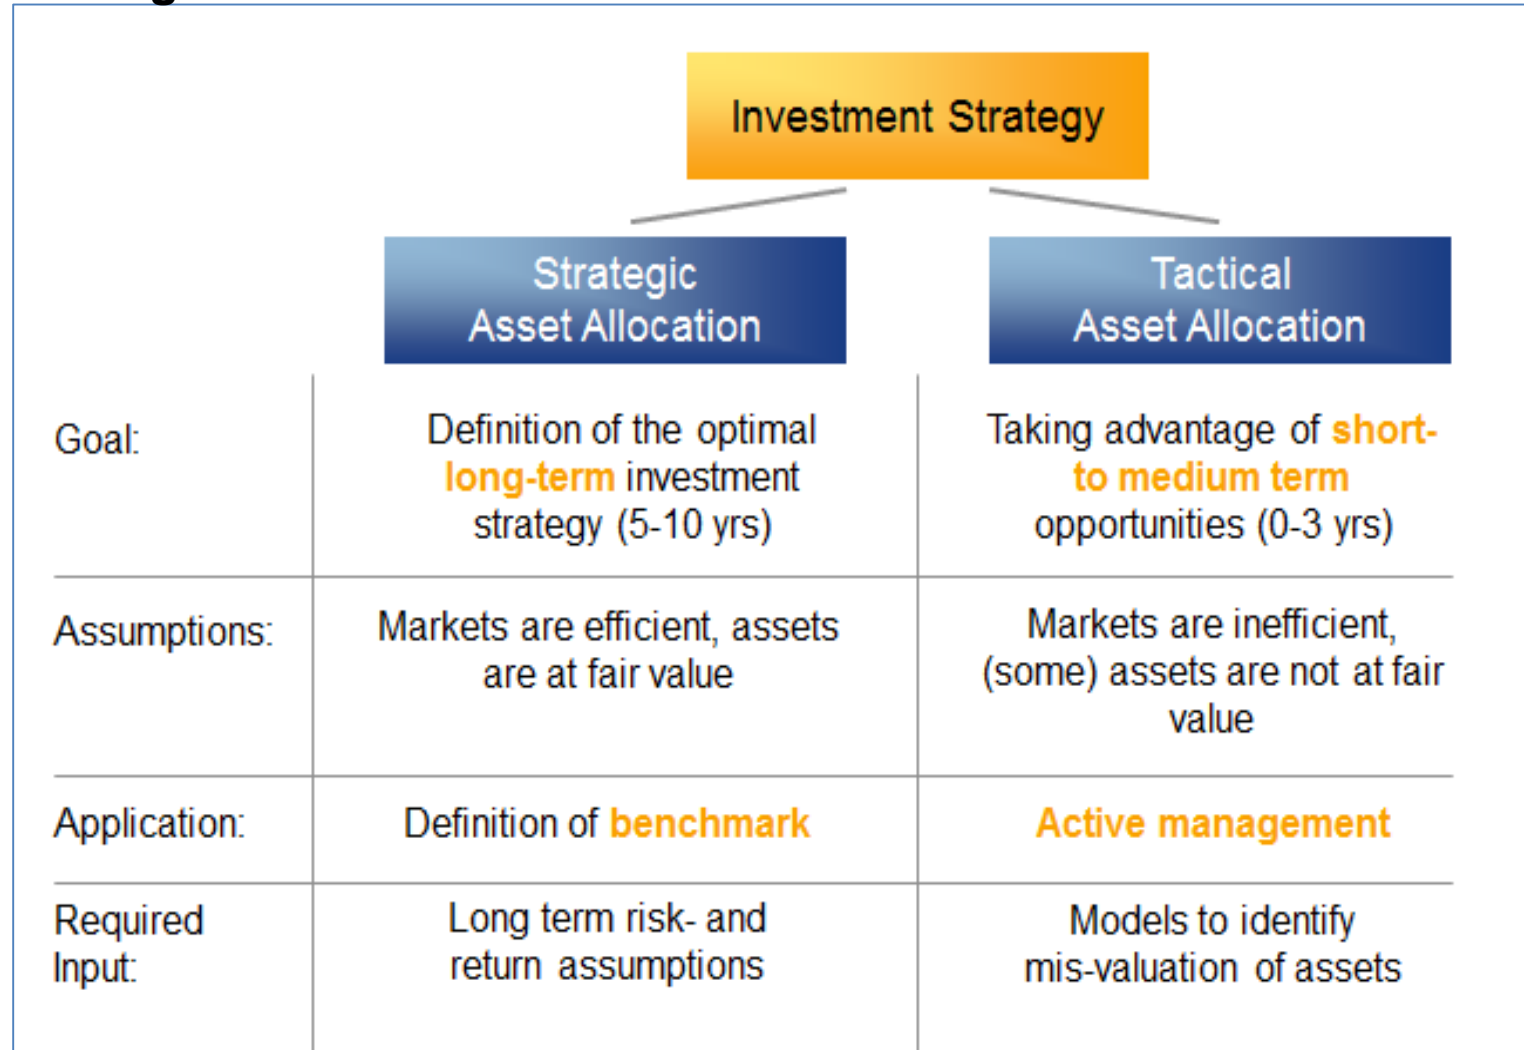 Investment Strategy
Strategic
Asset Allocation
Tactical
Asset Allocation
Goal:
Definition of the optimal
long-term investment
strategy (5-10 yrs)
Taking advantage of short-
to medium term
opportunities (0-3 yrs)
Assumptions:
Markets are efficient, assets
are at fair value
Markets are inefficient,
(some) assets are not at fair
value
Application:
Definition of benchmark
Active management
Required
Input:
Long term risk- and
return assumptions
Models to identify
mis-valuation of assets